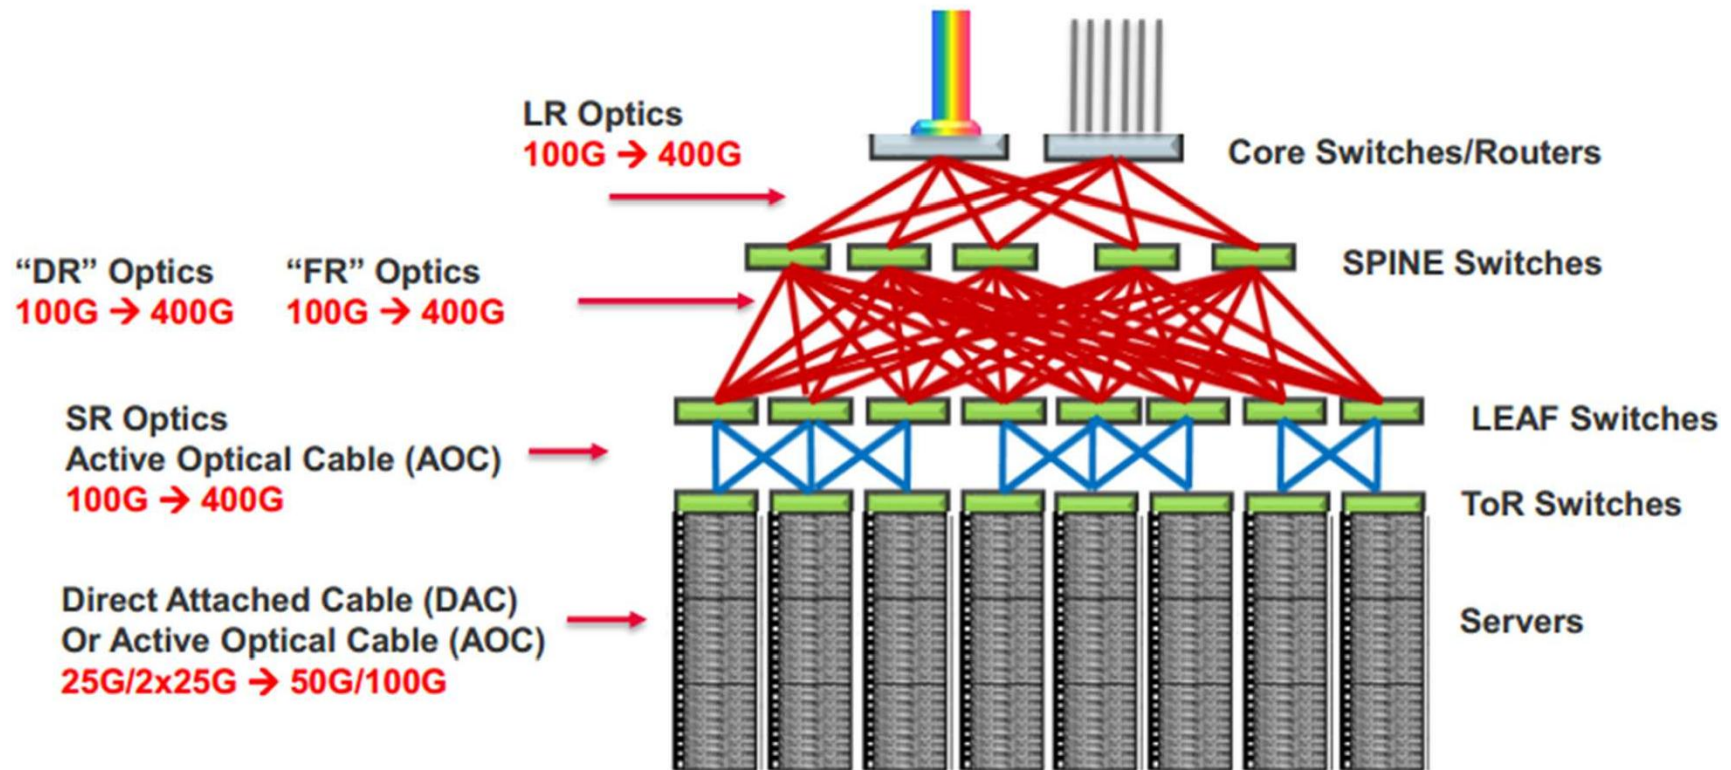 LR Optics
100G → 400G
Core Switches/Routers
“DR” Optics
100G → 400G
“FR” Optics
100G → 400G
SPINE Switches
SR Optics
Active Optical Cable (AOC)
100G → 400G
LEAF Switches
ToR Switches
Direct Attached Cable (DAC)
Or Active Optical Cable (AOC)
25G/2x25G → 50G/100G
Servers